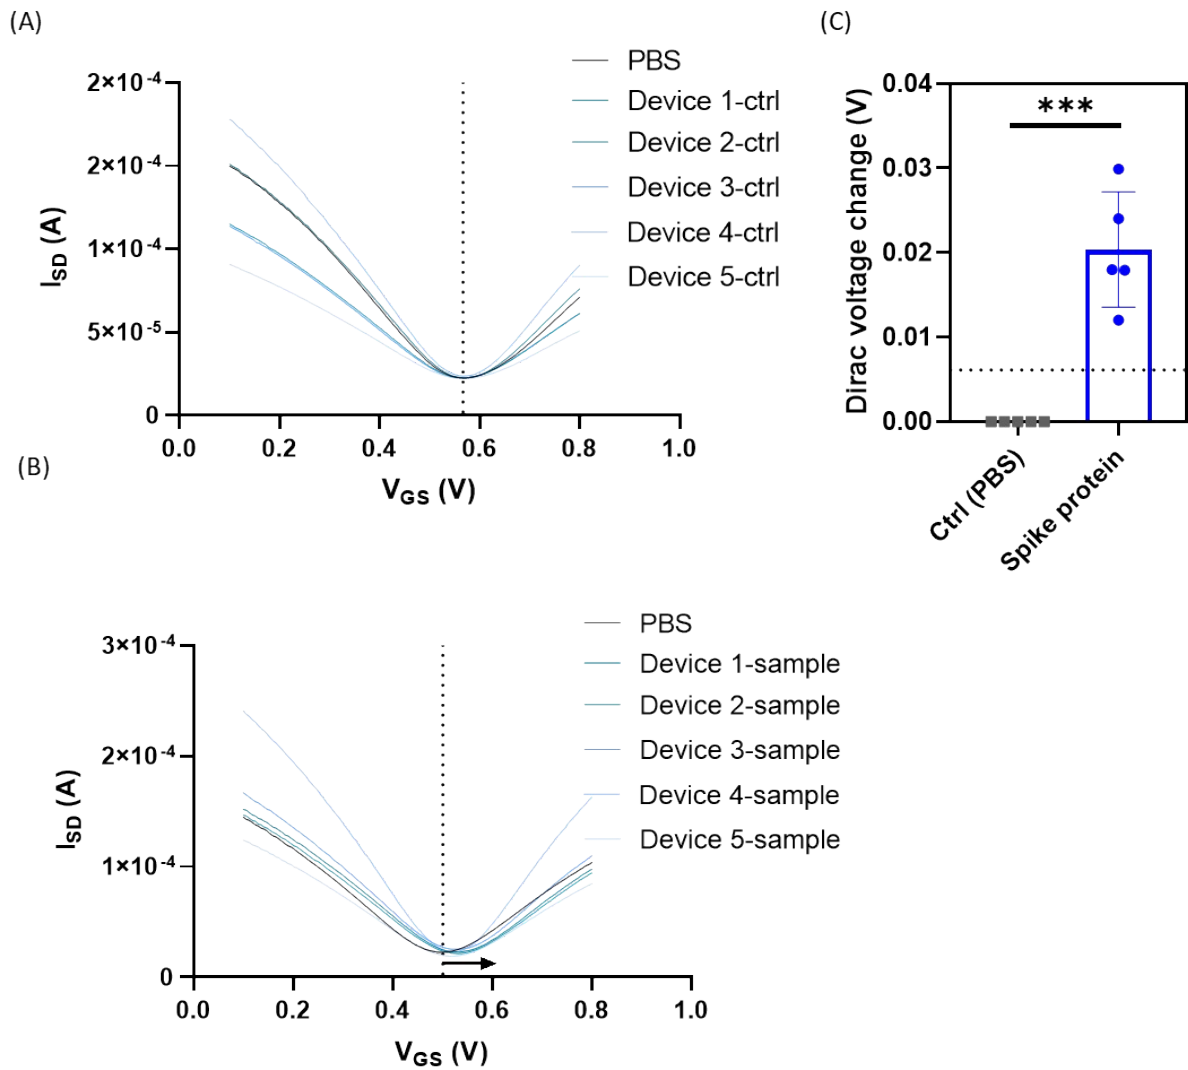 (A)
2×10⁻⁴
2×10⁻⁴
1×10⁻⁴
5×10⁻⁵
0
I_SD (A)
0.0 0.2 0.4 0.6 0.8 1.0
V_GS (V)
PBS
Device 1-ctrl
Device 2-ctrl
Device 3-ctrl
Device 4-ctrl
Device 5-ctrl
(C)
0.04
0.03
0.02
0.01
0.00
Dirac voltage change (V)
***
Ctrl (PBS)
Spike protein
(B)
3×10⁻⁴
2×10⁻⁴
1×10⁻⁴
0
I_SD (A)
0.0 0.2 0.4 0.6 0.8 1.0
V_GS (V)
PBS
Device 1-sample
Device 2-sample
Device 3-sample
Device 4-sample
Device 5-sample